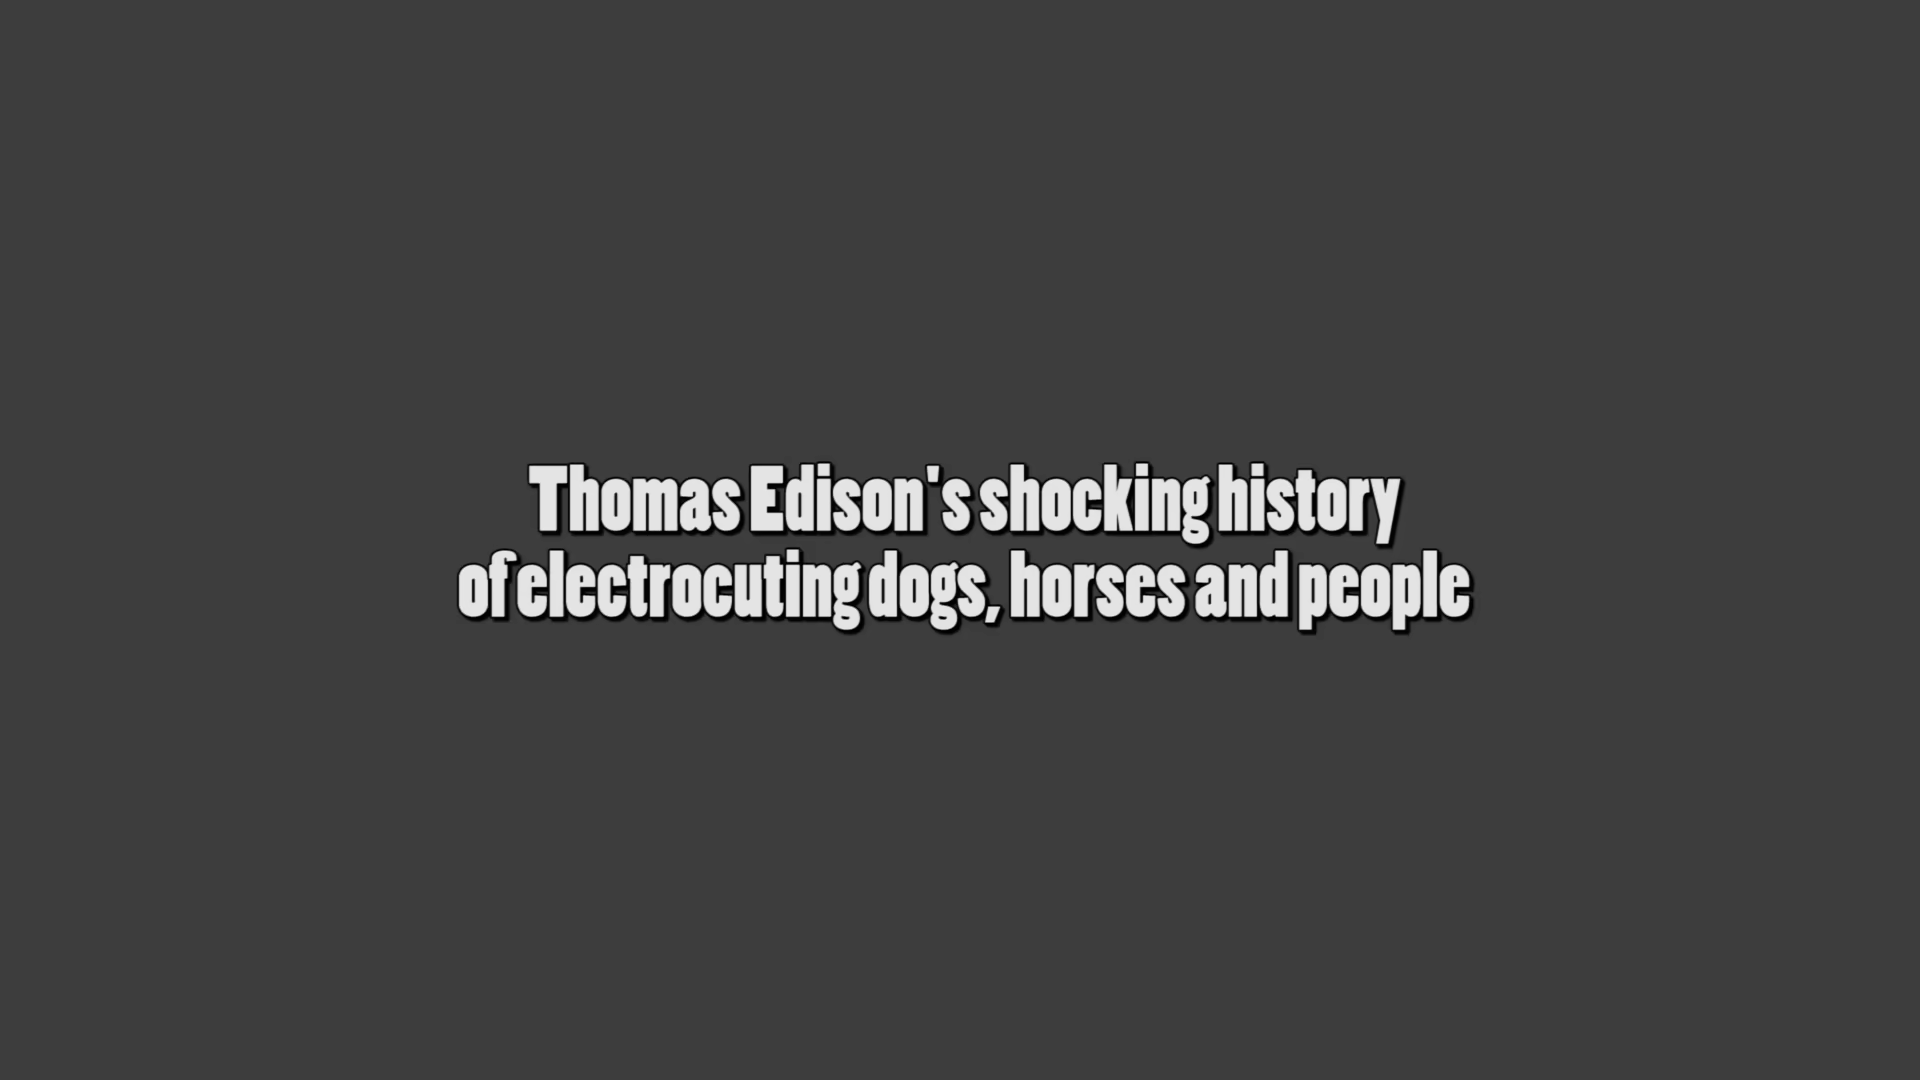 Thomas Edison's shocking history
of electrocuting dogs, horses and people